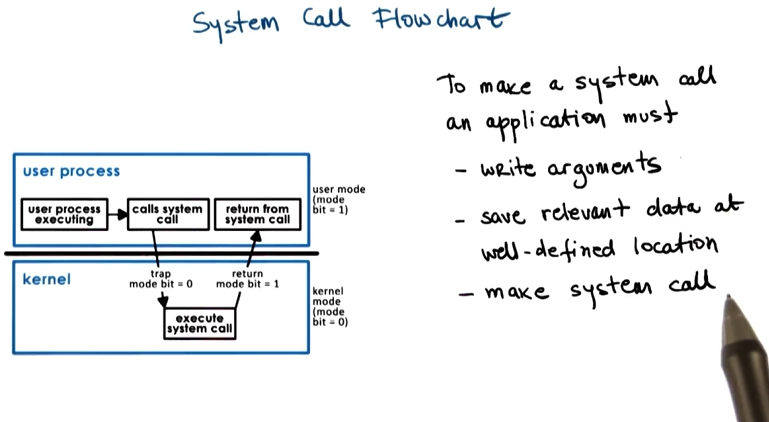 System Call Flowchart
user process
user process
executing
calls system
call
return from
system call
user mode
(mode
bit = 1)
kernel
trap
mode bit = 0
return
mode bit = 1
execute
system call
kernel
mode
(mode
bit = 0)
To make a system call
an application must
- write arguments
- save relevant data at
well-defined location
- make system call